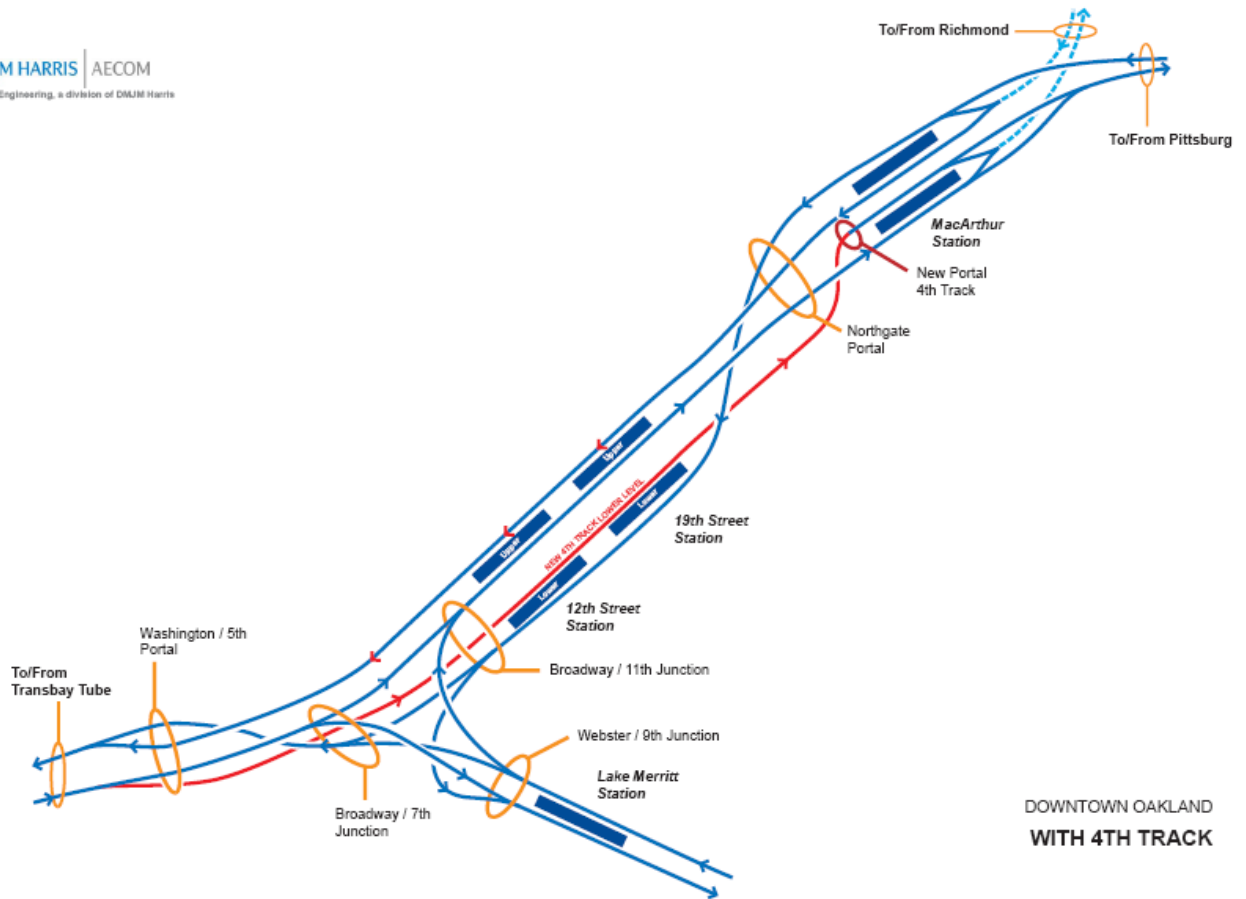 To/From Richmond
M HARRIS | AECOM
Engineering, a division of DMJM Harris
To/From Pittsburg
MacArthur
Station
New Portal
4th Track
Northgate
Portal
Upper
Lower
NEW 4TH TRACK LOWER LEVEL
19th Street
Station
Upper
Lower
12th Street
Station
Washington / 5th
Portal
To/From
Transbay Tube
Broadway / 11th Junction
Webster / 9th Junction
Lake Merritt
Station
Broadway / 7th
Junction
DOWNTOWN OAKLAND
WITH 4TH TRACK